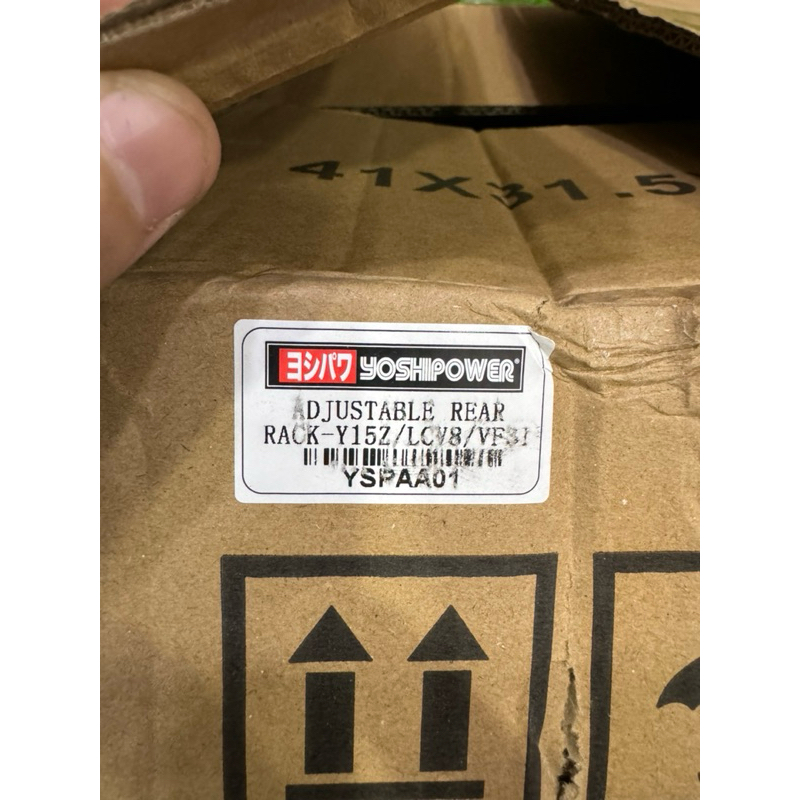 41X31.5
ヨシパワ YOSHIPOWER®
ADJUSTABLE REAR
RACK-Y15Z/LCV8/VF3I
YSPAA01